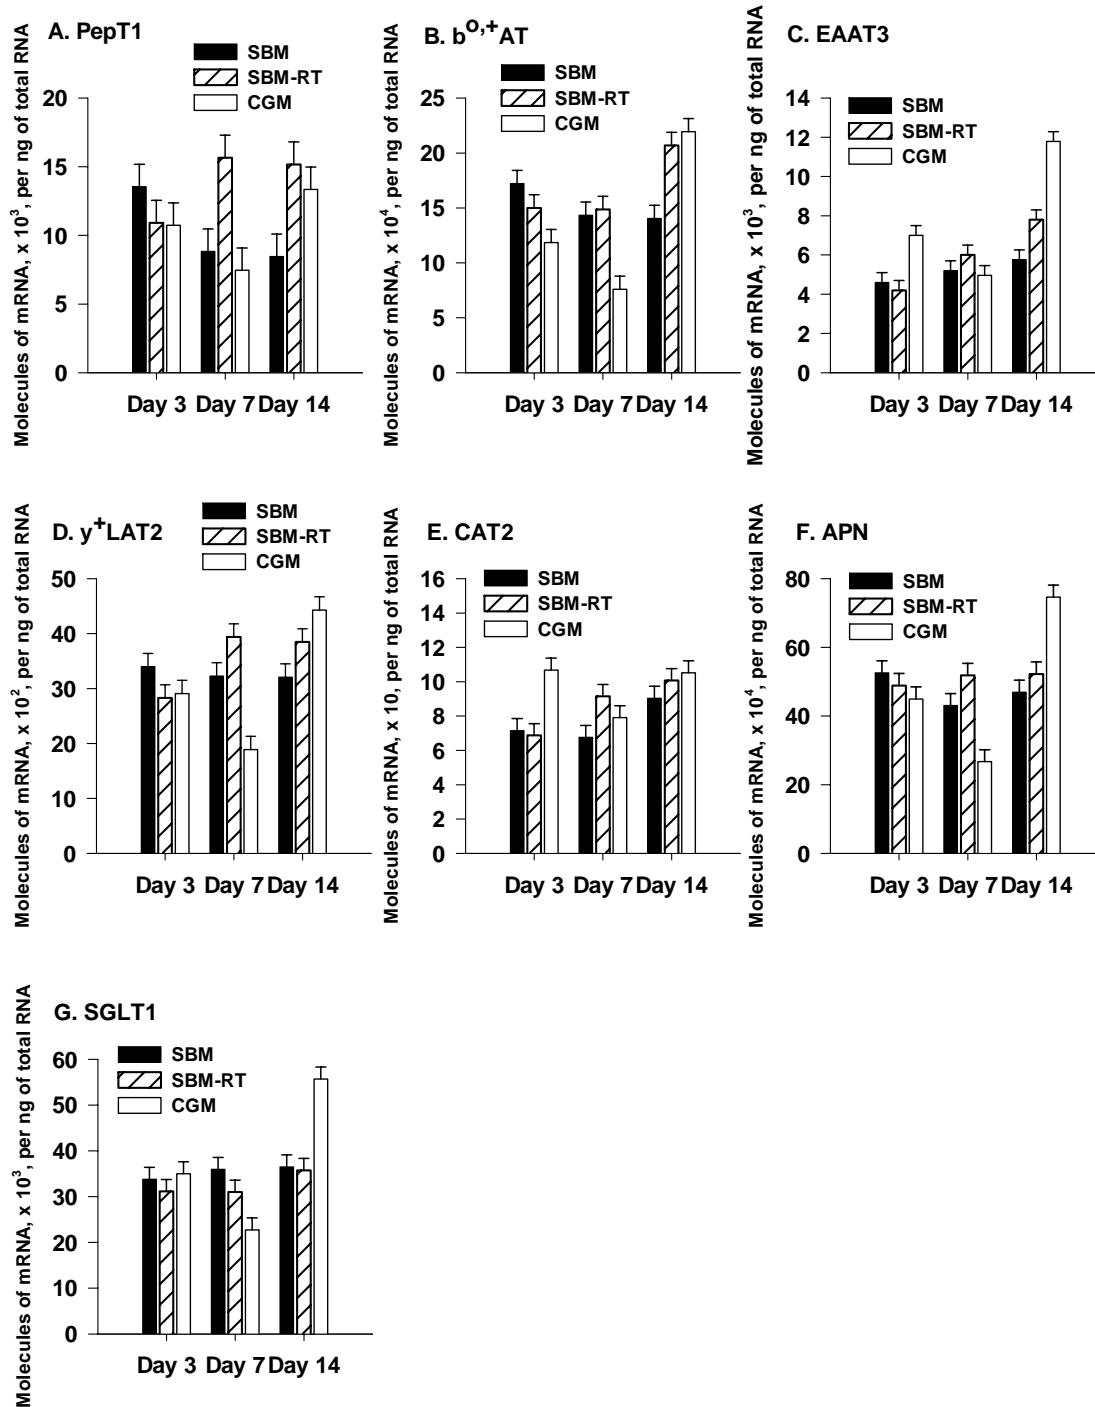 A. PepT1
SBM
SBM-RT
CGM
Molecules of mRNA, x 10³, per ng of total RNA
20
15
10
5
0
Day 3 Day 7 Day 14
B. b⁰,⁺AT
SBM
SBM-RT
CGM
Molecules of mRNA, x 10⁴, per ng of total RNA
25
20
15
10
5
0
Day 3 Day 7 Day 14
C. EAAT3
SBM
SBM-RT
CGM
Molecules of mRNA, x 10³, per ng of total RNA
14
12
10
8
6
4
2
0
Day 3 Day 7 Day 14
D. y⁺LAT2
SBM
SBM-RT
CGM
Molecules of mRNA, x 10², per ng of total RNA
50
40
30
20
10
0
Day 3 Day 7 Day 14
E. CAT2
SBM
SBM-RT
CGM
Molecules of mRNA, x 10, per ng of total RNA
16
14
12
10
8
6
4
2
0
Day 3 Day 7 Day 14
F. APN
SBM
SBM-RT
CGM
Molecules of mRNA, x 10⁴, per ng of total RNA
80
60
40
20
0
Day 3 Day 7 Day 14
G. SGLT1
SBM
SBM-RT
CGM
Molecules of mRNA, x 10³, per ng of total RNA
60
50
40
30
20
10
0
Day 3 Day 7 Day 14